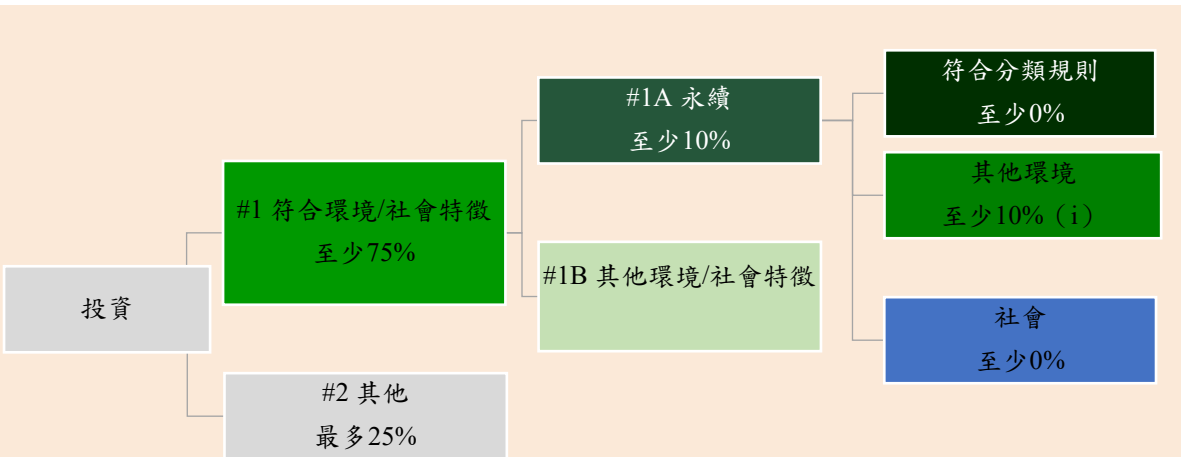 投資
#1 符合環境/社會特徵
至少75%
#2 其他
最多25%
#1A 永續
至少10%
#1B 其他環境/社會特徵
符合分類規則
至少0%
其他環境
至少10%（i）
社會
至少0%